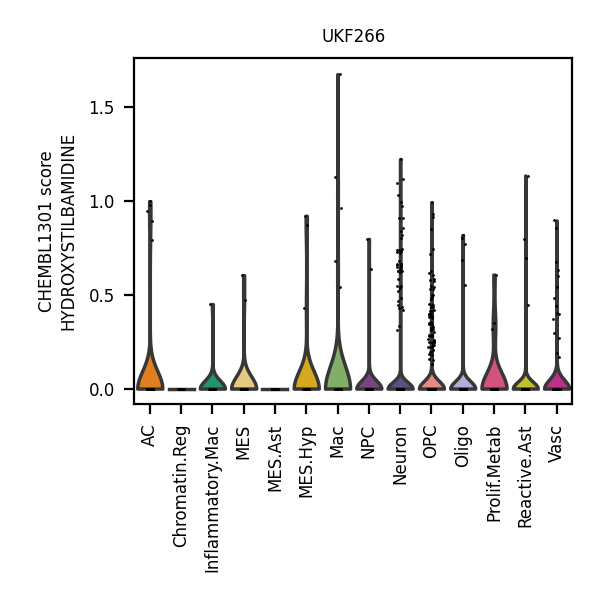 UKF266
CHEMBL1301 score
HYDROXYSTILBAMIDINE
1.5
1.0
0.5
0.0
AC
Chromatin.Reg
Inflammatory.Mac
MES
MES.Ast
MES.Hyp
Mac
NPC
Neuron
OPC
Oligo
Prolif.Metab
Reactive.Ast
Vasc